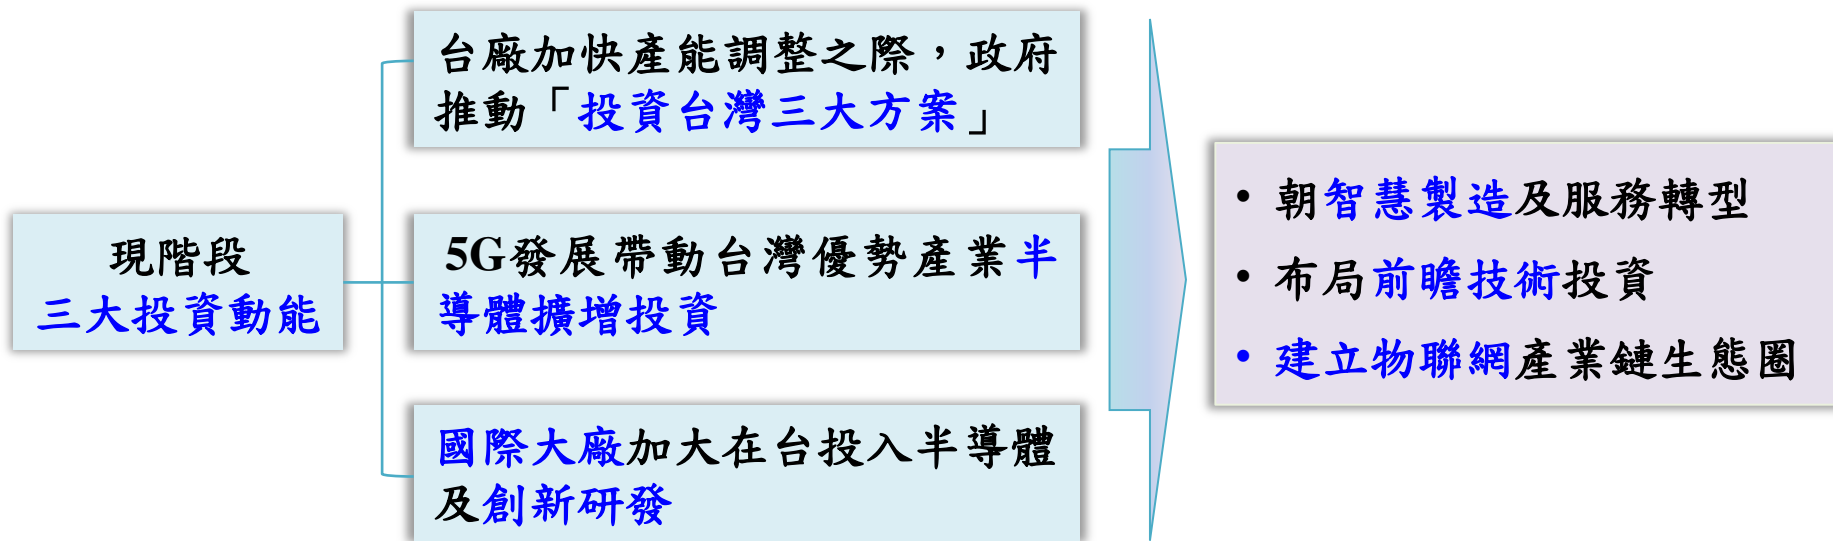 現階段
三大投資動能
台廠加快產能調整之際，政府
推動「投資台灣三大方案」
5G發展帶動台灣優勢產業半
導體擴增投資
國際大廠加大在台投入半導體
及創新研發
• 朝智慧製造及服務轉型
• 布局前瞻技術投資
• 建立物聯網產業鏈生態圈